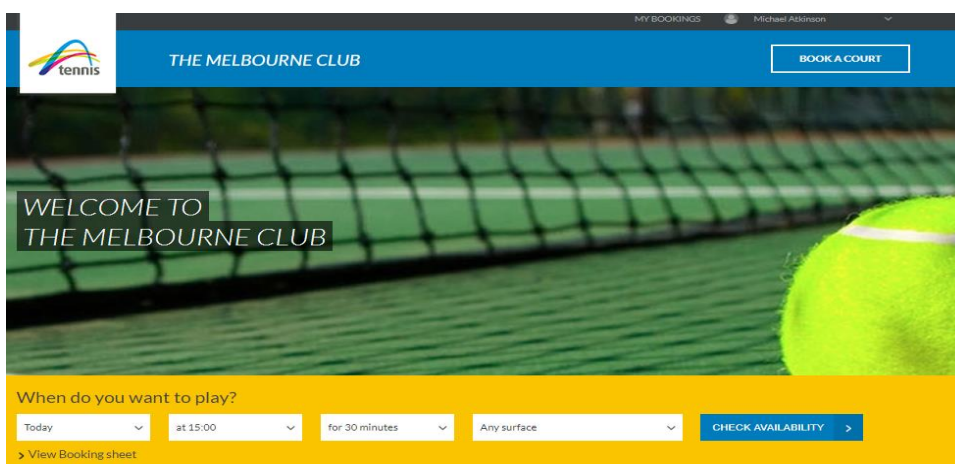 MY BOOKINGS Michael Atkinson
tennis THE MELBOURNE CLUB BOOK A COURT
WELCOME TO
THE MELBOURNE CLUB
When do you want to play?
Today at 15:00 for 30 minutes Any surface CHECK AVAILABILITY >
> View Booking sheet